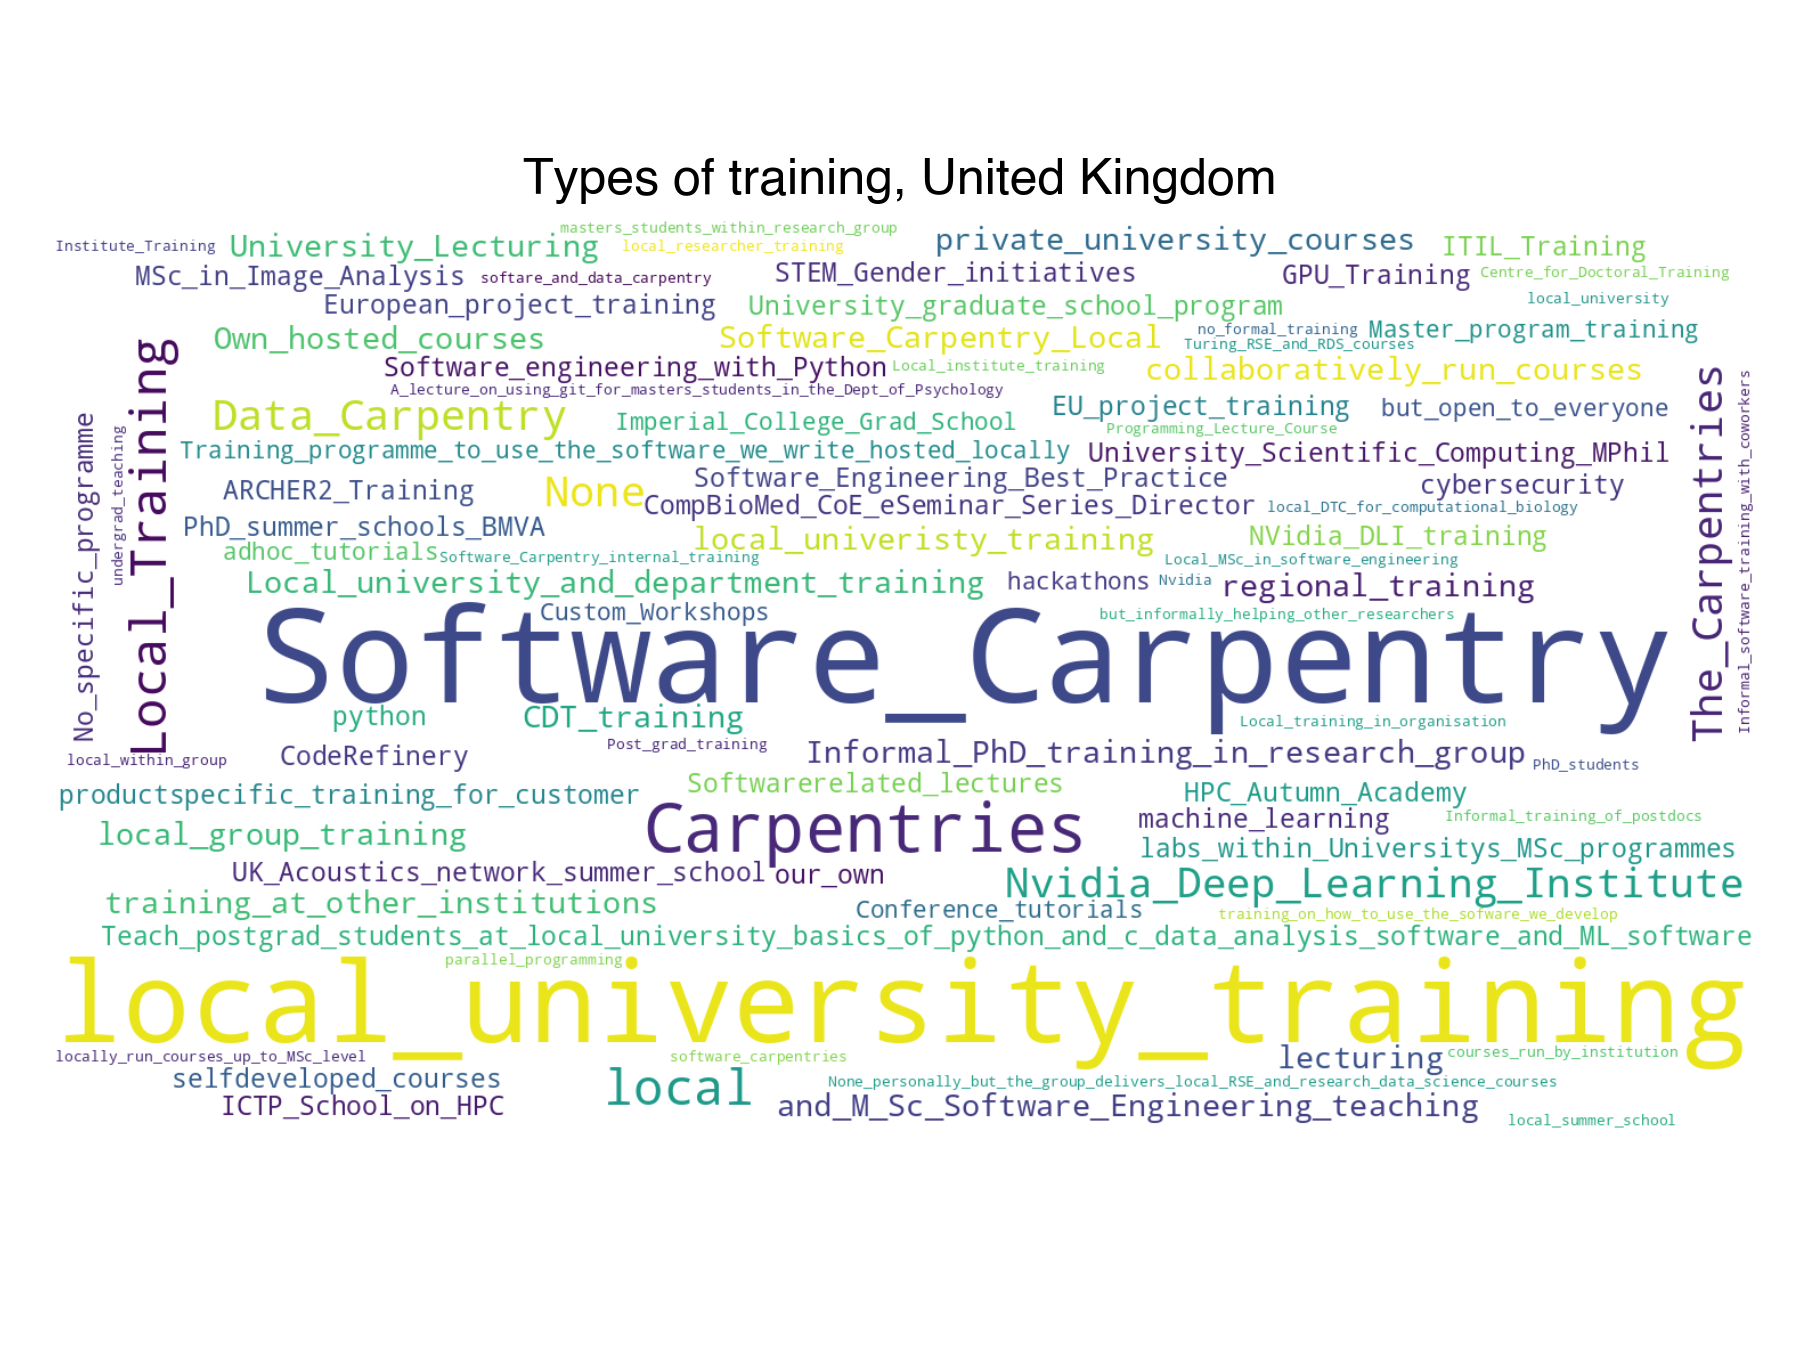 Types of training, United Kingdom
masters_students_within_research_group
Institute_Training
University_Lecturing
local_researcher_training
private_university_courses
ITIL_Training
MSc_in_Image_Analysis
softare_and_data_carpentry
STEM_Gender_initiatives
GPU_Training
Centre_for_Doctoral_Training
European_project_training
University_graduate_school_program
local_university
Own_hosted_courses
Software_Carpentry_Local
no_formal_training
Master_program_training
Turing_RSE_and_RDS_courses
Software_engineering_with_Python
Local_institute_training
collaboratively_run_courses
A_lecture_on_using_git_for_masters_students_in_the_Dept_of_Psychology
Data_Carpentry
Imperial_College_Grad_School
EU_project_training
but_open_to_everyone
Programming_Lecture_Course
Training_programme_to_use_the_software_we_write_hosted_locally
University_Scientific_Computing_MPhil
No_specific_programme
undergrad_teaching
Local_Training
The_Carpentries
Informal_software_training_with_coworkers
ARCHER2_Training
None
Software_Engineering_Best_Practice
cybersecurity
CompBioMed_CoE_eSeminar_Series_Director
local_DTC_for_computational_biology
PhD_summer_schools_BMVA
local_univeristy_training
NVidia_DLI_training
adhoc_tutorials
Software_Carpentry_internal_training
Local_MSc_in_software_engineering
Local_university_and_department_training
hackathons
Nvidia
regional_training
Custom_Workshops
but_informally_helping_other_researchers
Software_Carpentry
python
CDT_training
Local_training_in_organisation
local_within_group
CodeRefinery
Post_grad_training
Informal_PhD_training_in_research_group
PhD_students
productspecific_training_for_customer
Softwarerelated_lectures
HPC_Autumn_Academy
local_group_training
Carpentries
machine_learning
Informal_training_of_postdocs
labs_within_Universitys_MSc_programmes
UK_Acoustics_network_summer_school
our_own
Nvidia_Deep_Learning_Institute
training_at_other_institutions
Conference_tutorials
training_on_how_to_use_the_sofware_we_develop
Teach_postgrad_students_at_local_university_basics_of_python_and_c_data_analysis_software_and_ML_software
parallel_programming
local_university_training
locally_run_courses_up_to_MSc_level
software_carpentries
lecturing
courses_run_by_institution
selfdeveloped_courses
local
None_personally_but_the_group_delivers_local_RSE_and_research_data_science_courses
ICTP_School_on_HPC
and_M_Sc_Software_Engineering_teaching
local_summer_school